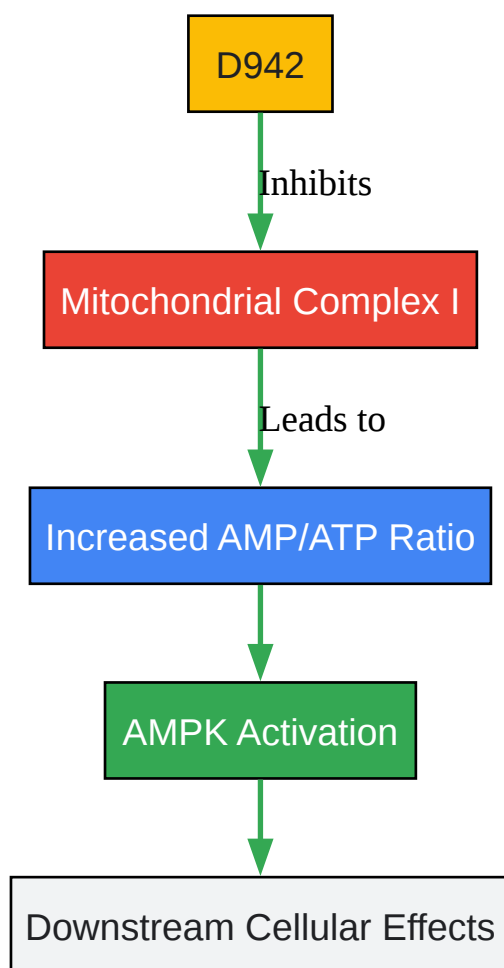 D942
Inhibits
Mitochondrial Complex I
Leads to
Increased AMP/ATP Ratio
AMPK Activation
Downstream Cellular Effects